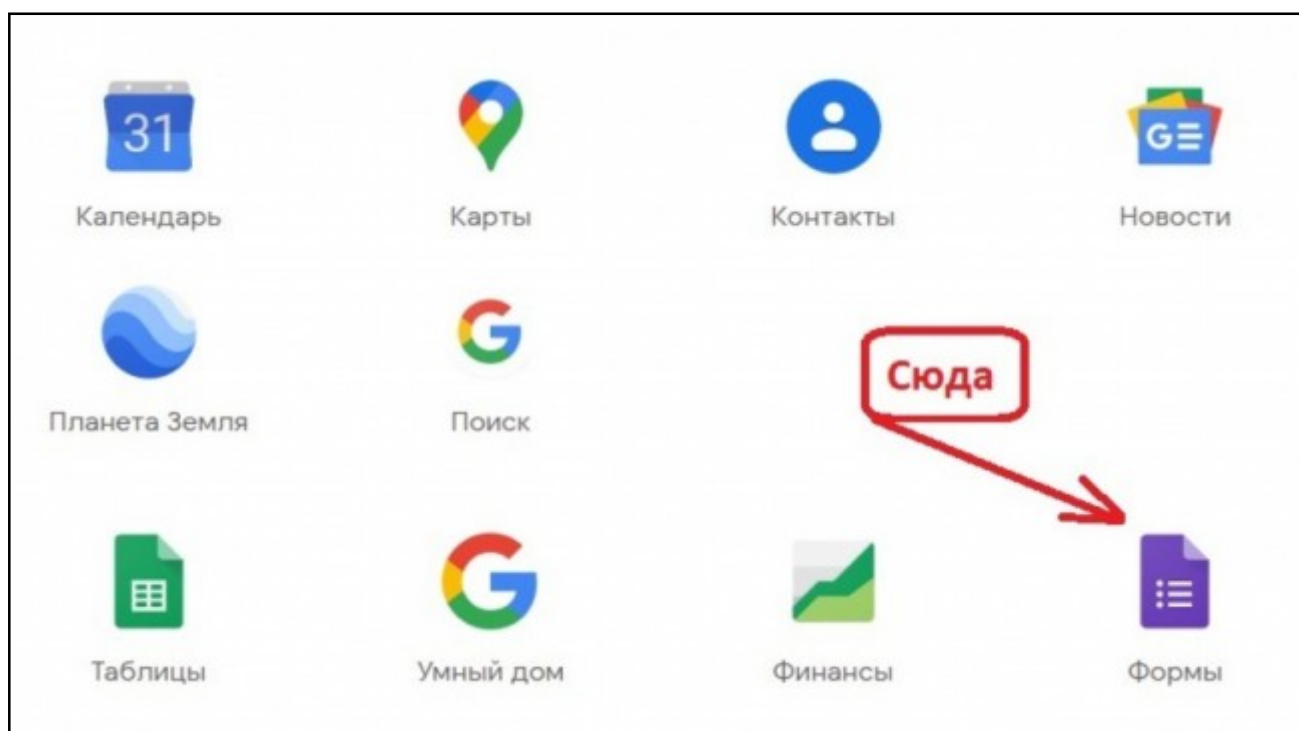 31
G
Календарь
Карты
Контакты
Новости
G
Сюда
Планета Земля
Поиск
G
Таблицы
Умный дом
Финансы
Формы